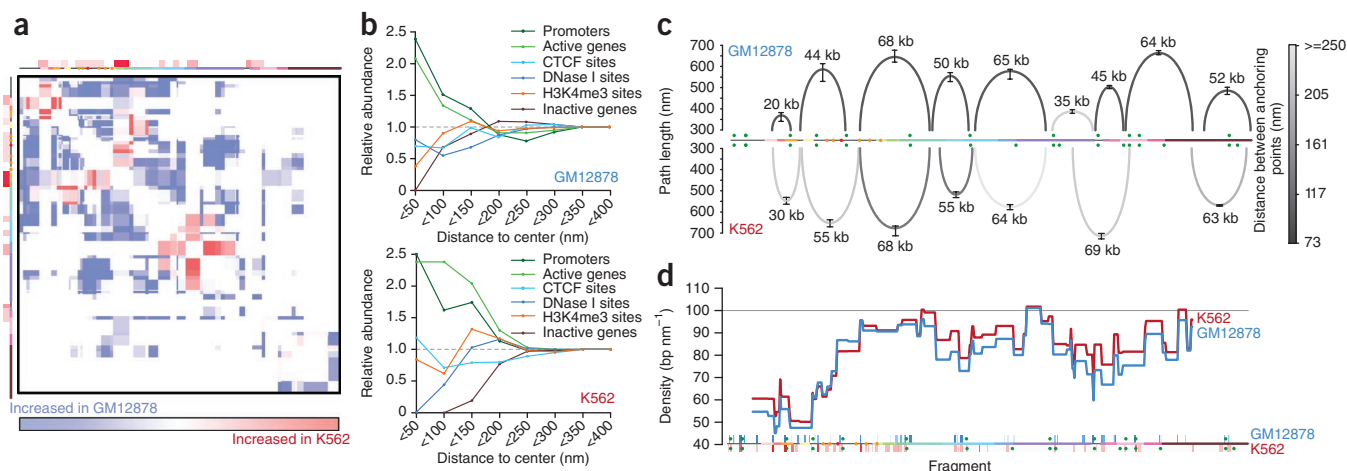 a
Increased in GM12878
Increased in K562
b
2.5
2.0
1.5
1.0
0.5
0
Relative abundance
Promoters
Active genes
CTCF sites
DNase I sites
H3K4me3 sites
Inactive genes
GM12878
<50
<100
<150
<200
<250
<300
<350
<400
Distance to center (nm)
2.5
2.0
1.5
1.0
0.5
0
Relative abundance
Promoters
Active genes
CTCF sites
DNase I sites
H3K4me3 sites
Inactive genes
K562
<50
<100
<150
<200
<250
<300
<350
<400
Distance to center (nm)
c
GM12878
700
600
500
400
300
300
400
500
600
700
Path length (nm)
K562
20 kb
44 kb
68 kb
50 kb
65 kb
35 kb
45 kb
64 kb
52 kb
30 kb
55 kb
68 kb
55 kb
64 kb
69 kb
63 kb
Distance between anchoring
points (nm)
>=250
205
161
117
73
d
110
100
90
80
70
60
50
40
Density (bp nm⁻¹)
K562
GM12878
GM12878
K562
Fragment